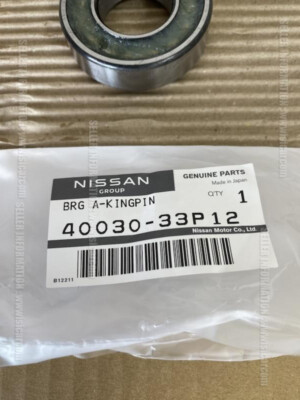 NISSAN
GROUP
GENUINE PARTS
Made in Japan
QTY 1
BRG A-KINGPIN
40030-33P12
Nissan Motor Co., Ltd.
B12211